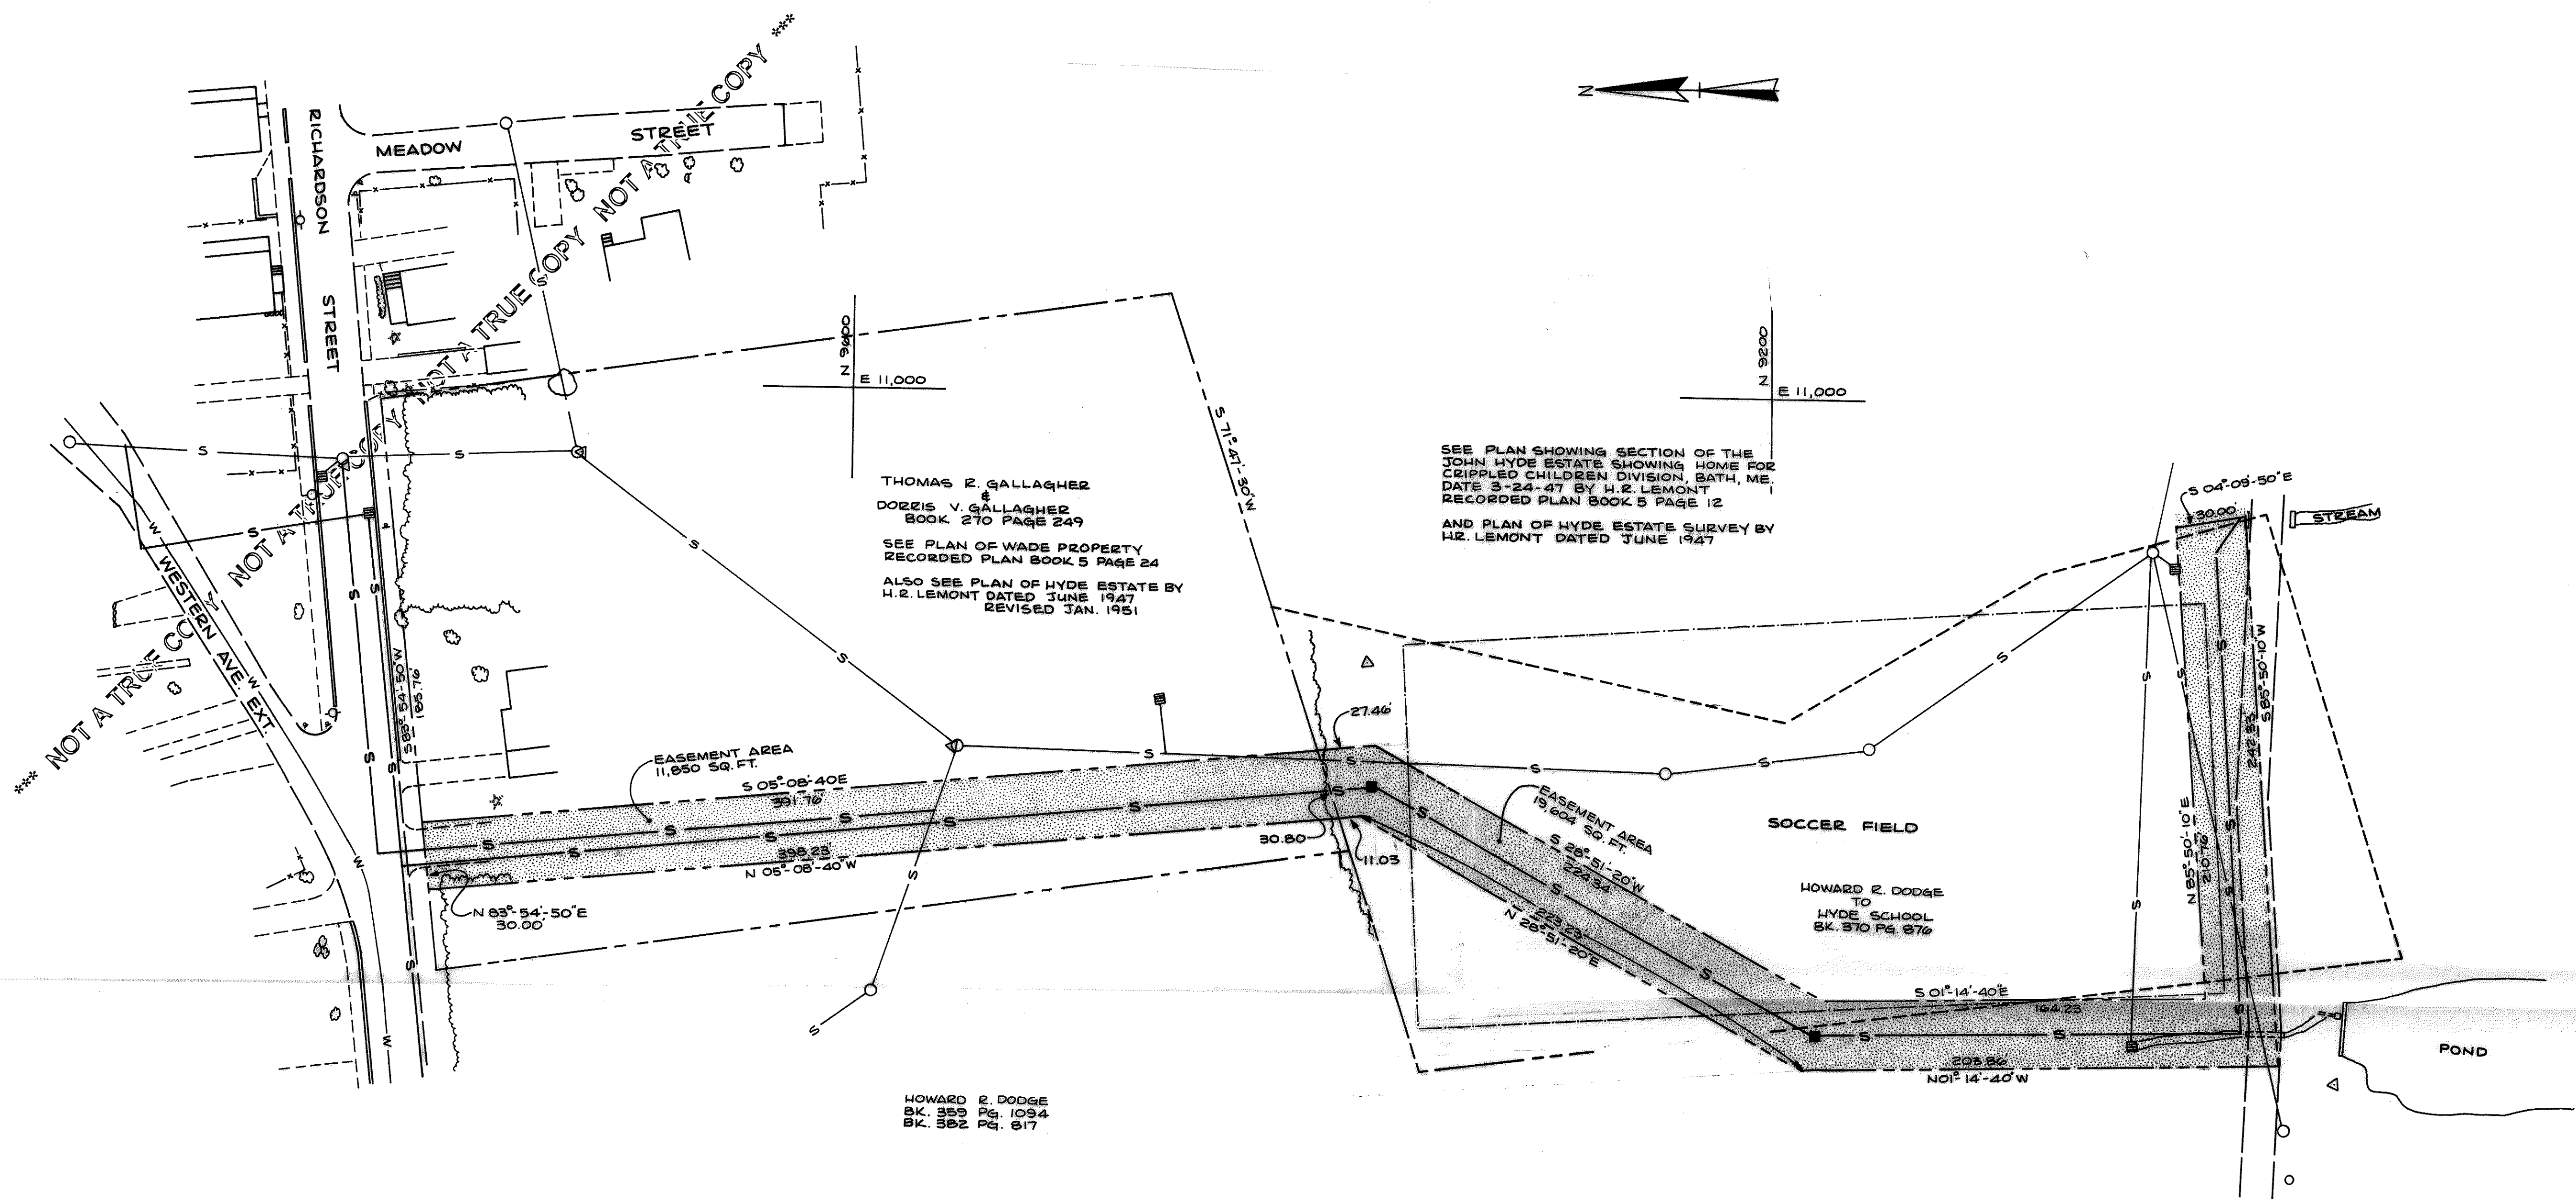 *** NOT A TRUE COPY NOT A TRUE COPY NOT A TRUE COPY NOT A TRUE COPY ***
N
RICHARDSON
STREET
MEADOW
STREET
WESTERN AVE. EXT.
N 9600
E 11,000
N 9200
E 11,000
S 71°-47'-30"W
THOMAS R. GALLAGHER
&
DORRIS V. GALLAGHER
BOOK 270 PAGE 249
SEE PLAN OF WADE PROPERTY
RECORDED PLAN BOOK 5 PAGE 24
ALSO SEE PLAN OF HYDE ESTATE BY
H.R. LEMONT DATED JUNE 1947
REVISED JAN. 1951
SEE PLAN SHOWING SECTION OF THE
JOHN HYDE ESTATE SHOWING HOME FOR
CRIPPLED CHILDREN DIVISION, BATH, ME.
DATE 3-24-47 BY H.R. LEMONT
RECORDED PLAN BOOK 5 PAGE 12
AND PLAN OF HYDE ESTATE SURVEY BY
H.R. LEMONT DATED JUNE 1947
S 04°-09'-50"E
30.00
STREAM
S 83°-54'-50"W
185.76'
EASEMENT AREA
11,850 SQ. FT.
S 05°-08'-40E
391.76'
398.23
N 05°-08'-40"W
N 83°-54'-50"E
30.00'
27.46'
30.80
11.03
EASEMENT AREA
19,604 SQ. FT.
S 28°-51'-20"W
224.34'
223.23
N 28°-51'-20"E
SOCCER FIELD
HOWARD R. DODGE
TO
HYDE SCHOOL
BK. 370 PG. 876
N 85°-50'-10"E
210.76'
242.33
S 85°-50'-10"W
S 01°-14'-40"E
164.23
203.86
N01°-14'-40"W
POND
HOWARD R. DODGE
BK. 359 PG. 1094
BK. 382 PG. 817
S
W